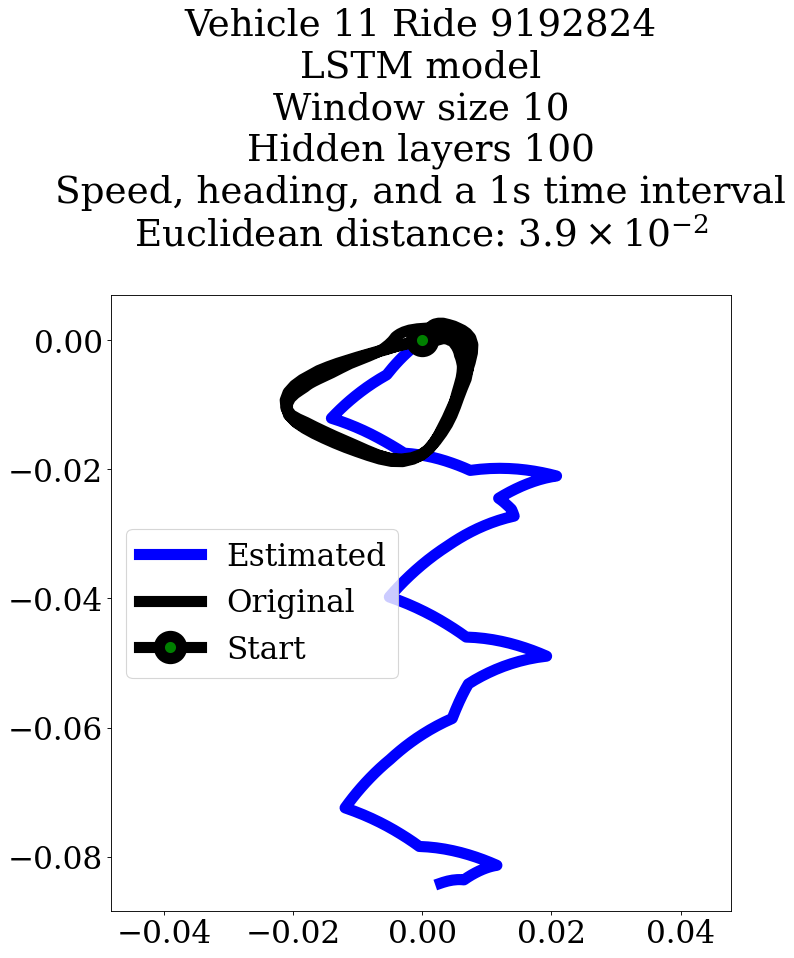 Vehicle 11 Ride 9192824
LSTM model
Window size 10
Hidden layers 100
Speed, heading, and a 1s time interval
Euclidean distance: 3.9 × 10⁻²
0.00
−0.02
−0.04
−0.06
−0.08
Estimated
Original
Start
−0.04 −0.02 0.00 0.02 0.04